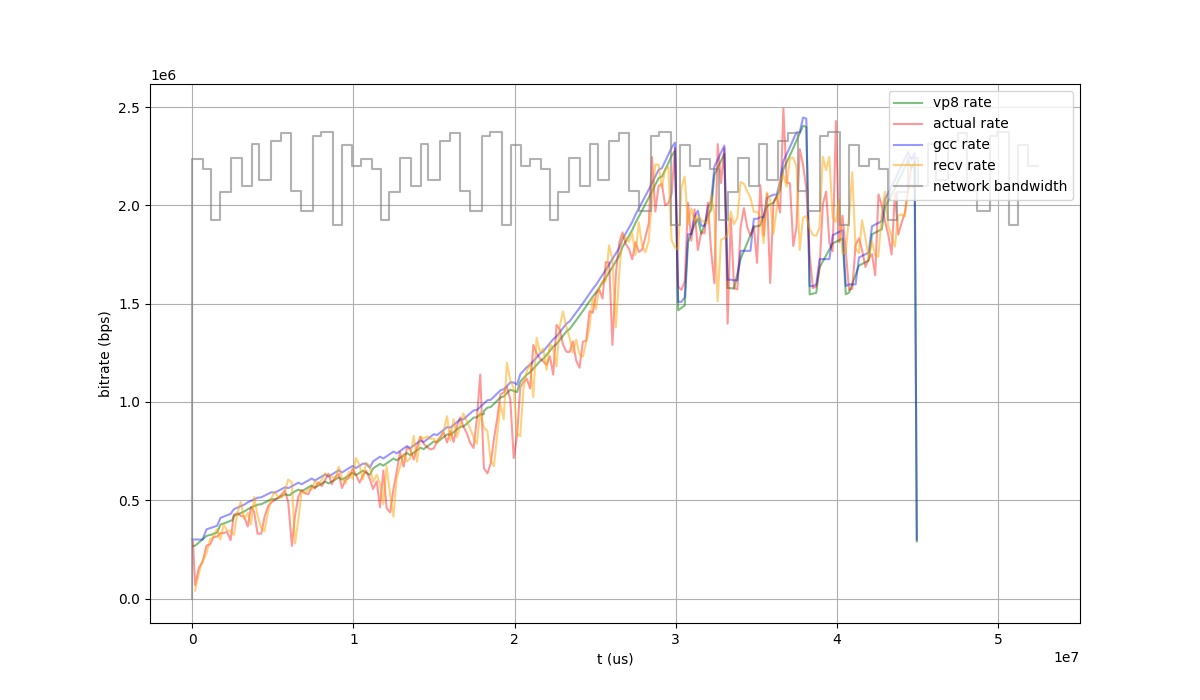 1e6
2.5
2.0
1.5
1.0
0.5
0.0
bitrate (bps)
vp8 rate
actual rate
gcc rate
recv rate
network bandwidth
0 1 2 3 4 5
t (us)
1e7